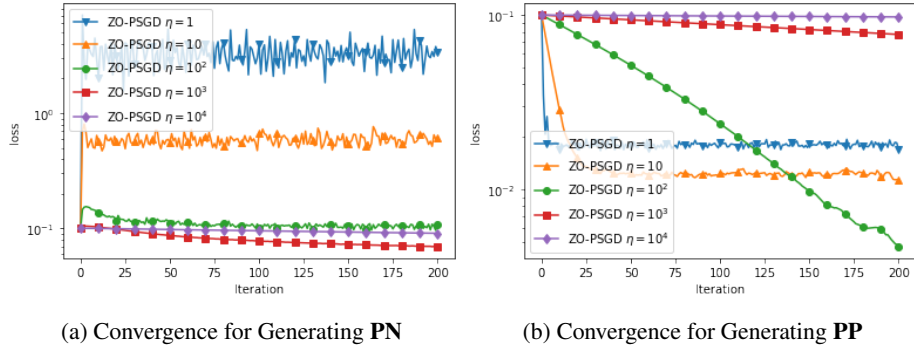 ZO-PSGD η = 1
ZO-PSGD η = 10
ZO-PSGD η = 10²
ZO-PSGD η = 10³
ZO-PSGD η = 10⁴
10⁰
10⁻¹
loss
0 25 50 75 100 125 150 175 200
Iteration
(a) Convergence for Generating PN
10⁻¹
10⁻²
loss
ZO-PSGD η = 1
ZO-PSGD η = 10
ZO-PSGD η = 10²
ZO-PSGD η = 10³
ZO-PSGD η = 10⁴
0 25 50 75 100 125 150 175 200
Iteration
(b) Convergence for Generating PP